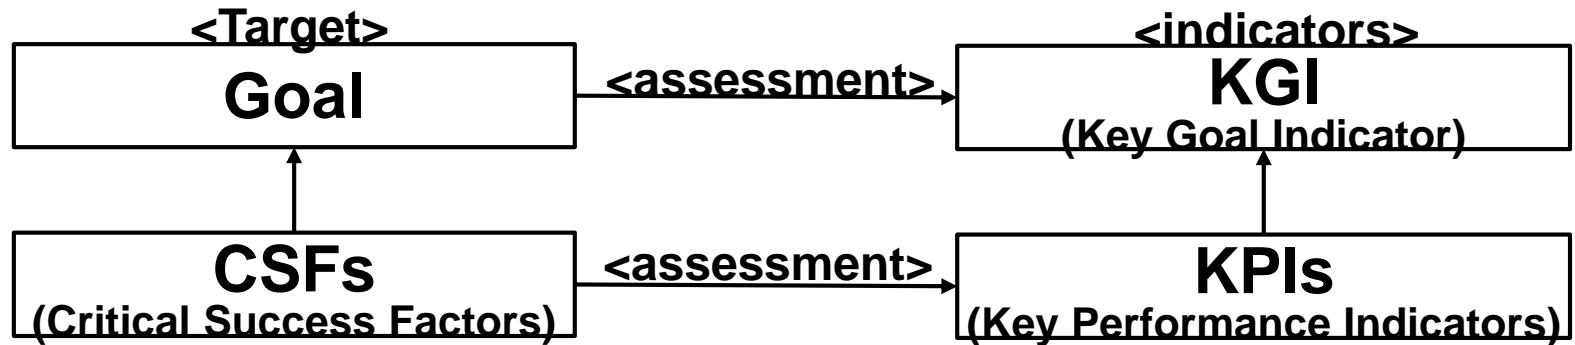 <Target>
Goal
<assessment>
<indicators>
KGI
(Key Goal Indicator)
CSFs
(Critical Success Factors)
<assessment>
KPIs
(Key Performance Indicators)